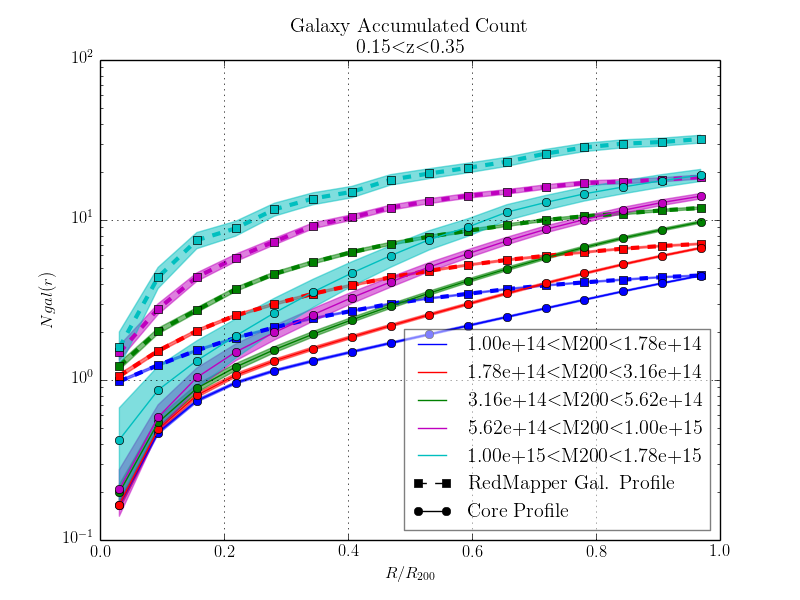 Galaxy Accumulated Count
0.15<z<0.35
10²
10¹
10⁰
10⁻¹
Ngal(r)
1.00e+14<M200<1.78e+14
1.78e+14<M200<3.16e+14
3.16e+14<M200<5.62e+14
5.62e+14<M200<1.00e+15
1.00e+15<M200<1.78e+15
RedMapper Gal. Profile
Core Profile
0.0 0.2 0.4 0.6 0.8 1.0
R/R₂₀₀